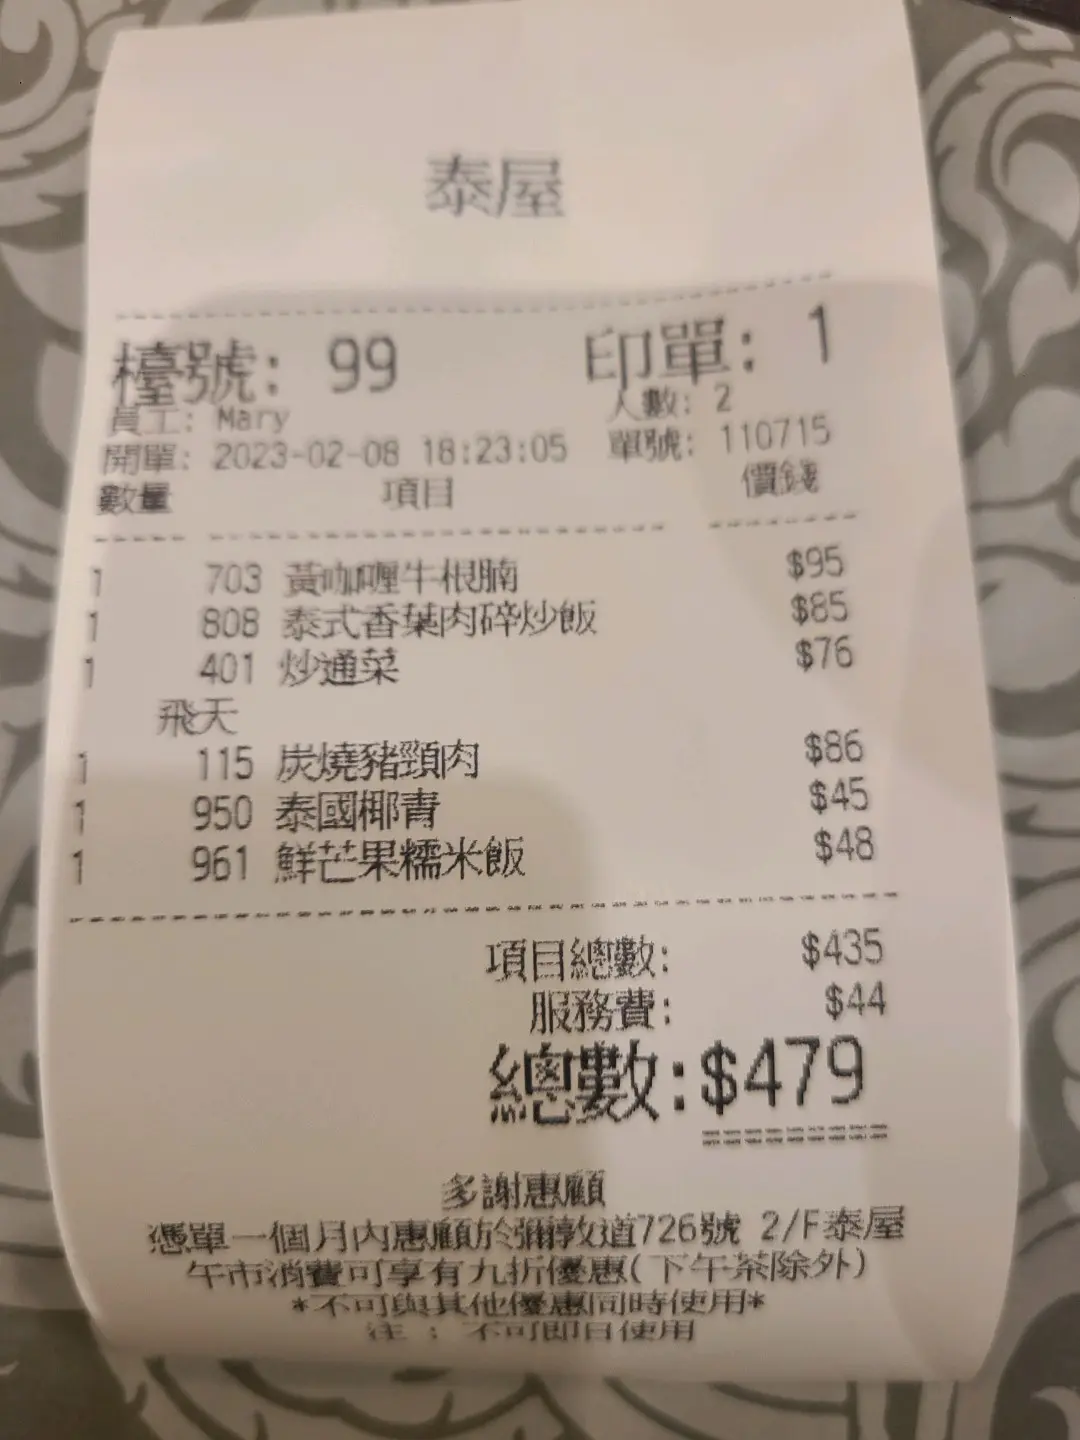 泰屋
檯號: 99 印單: 1
員工: Mary 人數: 2
開單: 2023-02-08 18:23:05 單號: 110715
數量 項目 價錢
1 703 黃咖喱牛根腩 $95
1 808 泰式香葉肉碎炒飯 $85
1 401 炒通菜 $76
飛天
1 115 炭燒豬頸肉 $86
1 950 泰國椰青 $45
1 961 鮮芒果糯米飯 $48
項目總數: $435
服務費: $44
總數:$479
多謝惠顧
憑單一個月內惠顧於彌敦道726號 2/F泰屋
午市消費可享有九折優惠(下午茶除外)
*不可與其他優惠同時使用*
注 : 不可即日使用